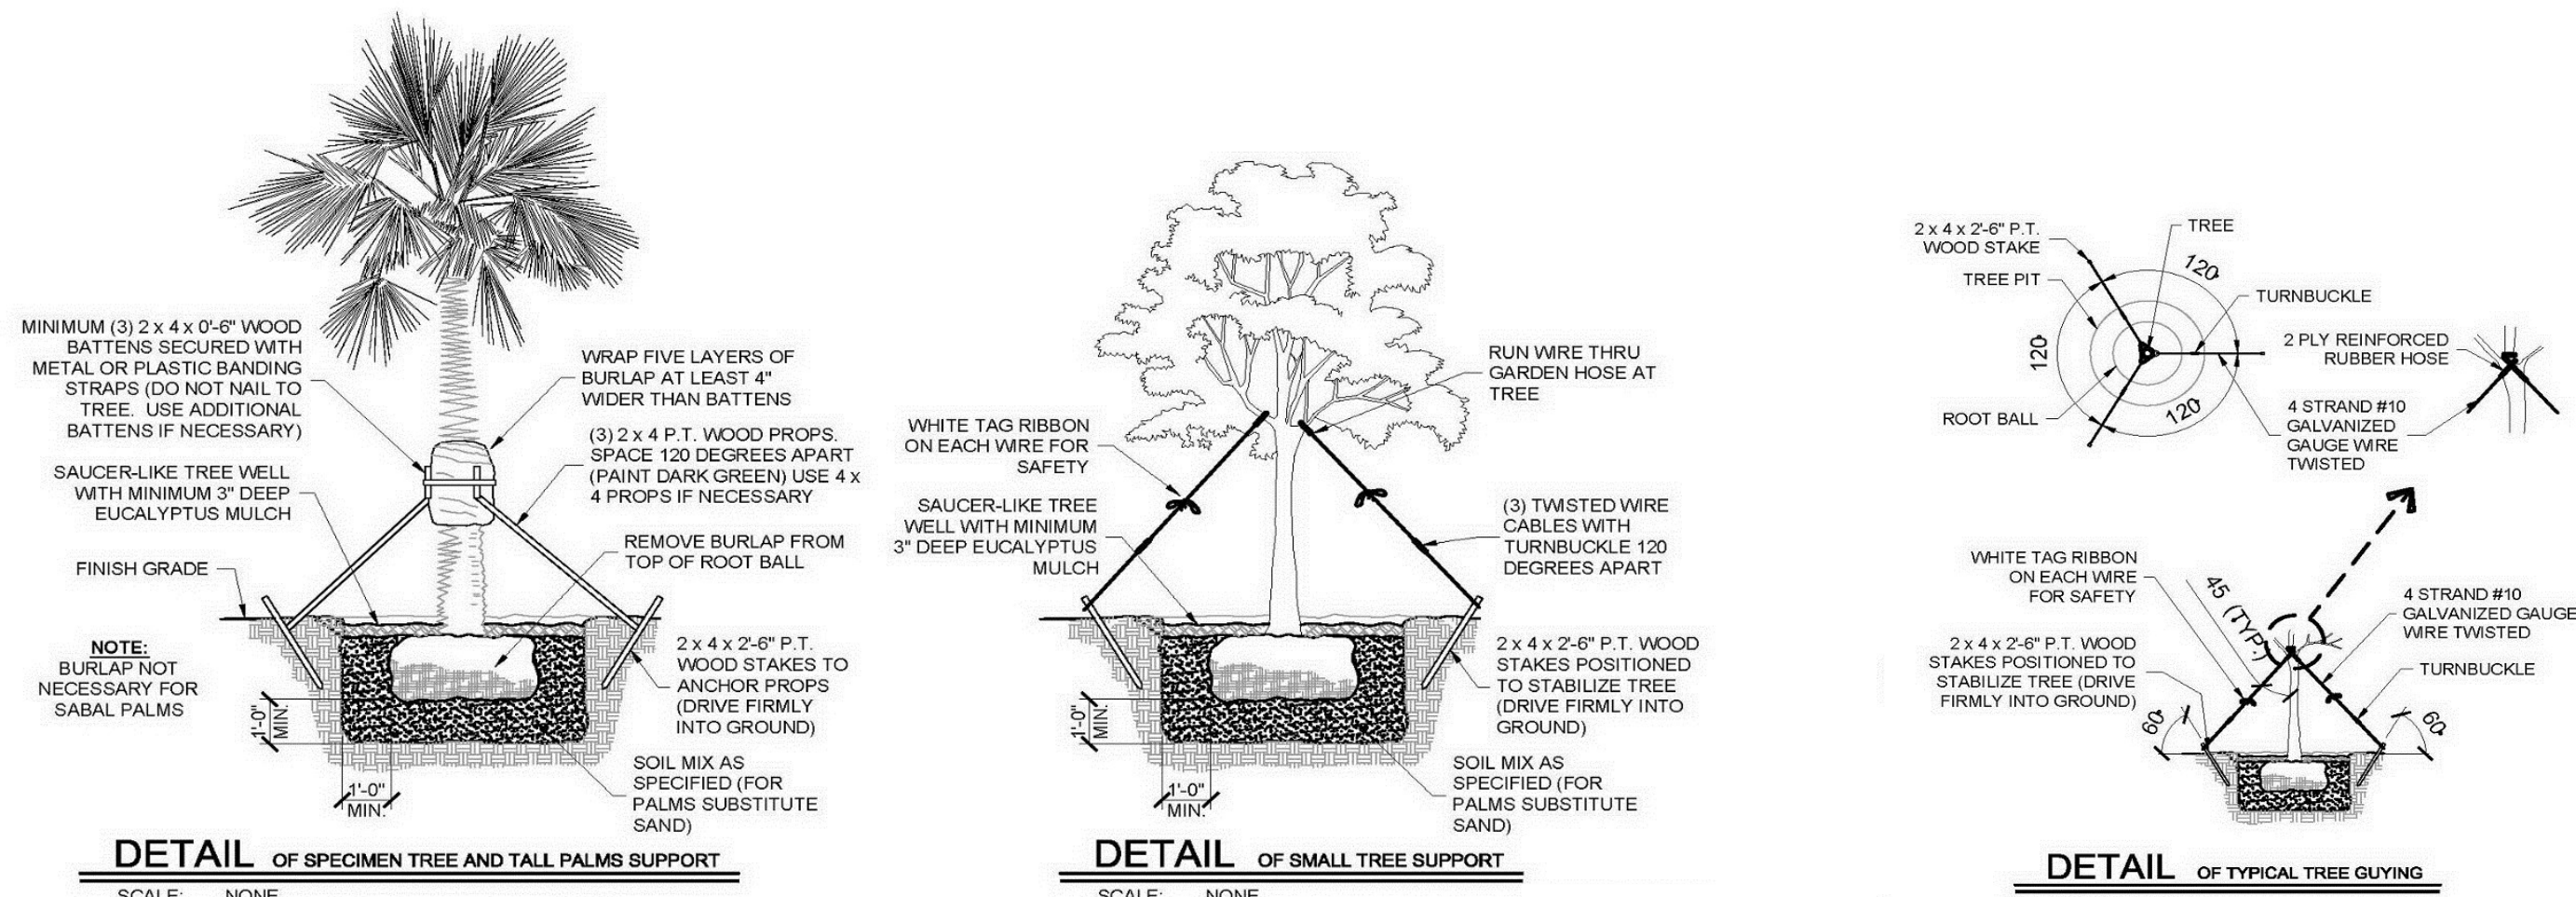 MINIMUM (3) 2 x 4 x 0'-6" WOOD
BATTENS SECURED WITH
METAL OR PLASTIC BANDING
STRAPS (DO NOT NAIL TO
TREE. USE ADDITIONAL
BATTENS IF NECESSARY)
SAUCER-LIKE TREE WELL
WITH MINIMUM 3" DEEP
EUCALYPTUS MULCH
FINISH GRADE
NOTE:
BURLAP NOT
NECESSARY FOR
SABAL PALMS
WRAP FIVE LAYERS OF
BURLAP AT LEAST 4"
WIDER THAN BATTENS
(3) 2 x 4 P.T. WOOD PROPS.
SPACE 120 DEGREES APART
(PAINT DARK GREEN) USE 4 x
4 PROPS IF NECESSARY
REMOVE BURLAP FROM
TOP OF ROOT BALL
2 x 4 x 2'-6" P.T.
WOOD STAKES TO
ANCHOR PROPS
(DRIVE FIRMLY
INTO GROUND)
SOIL MIX AS
SPECIFIED (FOR
PALMS SUBSTITUTE
SAND)
1'-0"
MIN.
1'-0"
MIN.
DETAIL OF SPECIMEN TREE AND TALL PALMS SUPPORT
SCALE: NONE
WHITE TAG RIBBON
ON EACH WIRE FOR
SAFETY
SAUCER-LIKE TREE
WELL WITH MINIMUM
3" DEEP EUCALYPTUS
MULCH
RUN WIRE THRU
GARDEN HOSE AT
TREE
(3) TWISTED WIRE
CABLES WITH
TURNBUCKLE 120
DEGREES APART
2 x 4 x 2'-6" P.T. WOOD
STAKES POSITIONED
TO STABILIZE TREE
(DRIVE FIRMLY INTO
GROUND)
SOIL MIX AS
SPECIFIED (FOR
PALMS SUBSTITUTE
SAND)
1'-0"
MIN.
1'-0"
MIN.
DETAIL OF SMALL TREE SUPPORT
SCALE: NONE
2 x 4 x 2'-6" P.T.
WOOD STAKE
TREE PIT
ROOT BALL
TREE
120°
120°
120°
TURNBUCKLE
2 PLY REINFORCED
RUBBER HOSE
4 STRAND #10
GALVANIZED
GAUGE WIRE
TWISTED
WHITE TAG RIBBON
ON EACH WIRE
FOR SAFETY
2 x 4 x 2'-6" P.T. WOOD
STAKES POSITIONED TO
STABILIZE TREE (DRIVE
FIRMLY INTO GROUND)
45 (TYP.)
4 STRAND #10
GALVANIZED GAUGE
WIRE TWISTED
TURNBUCKLE
60°
60°
DETAIL OF TYPICAL TREE GUYING